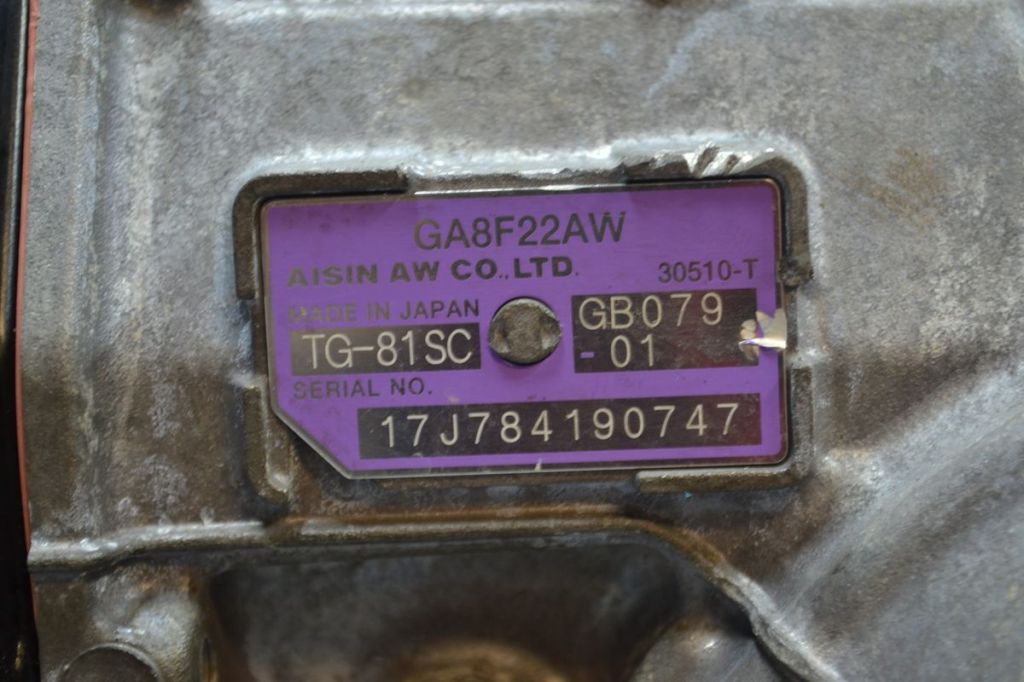 GA8F22AW
AISIN AW CO.,LTD.
30510-T
MADE IN JAPAN
TG-81SC
GB079
-01
SERIAL NO.
17J784190747